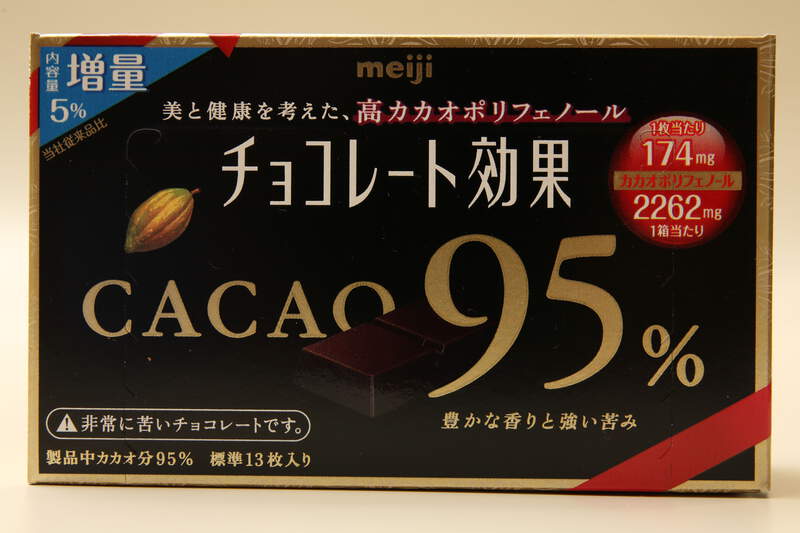 内容量
増量
5%
当社従来品比
meiji
美と健康を考えた、高カカオポリフェノール
チョコレート効果
1枚当たり
174mg
カカオポリフェノール
2262mg
1箱当たり
CACAO 95%
豊かな香りと強い苦み
非常に苦いチョコレートです。
製品中カカオ分95% 標準13枚入り